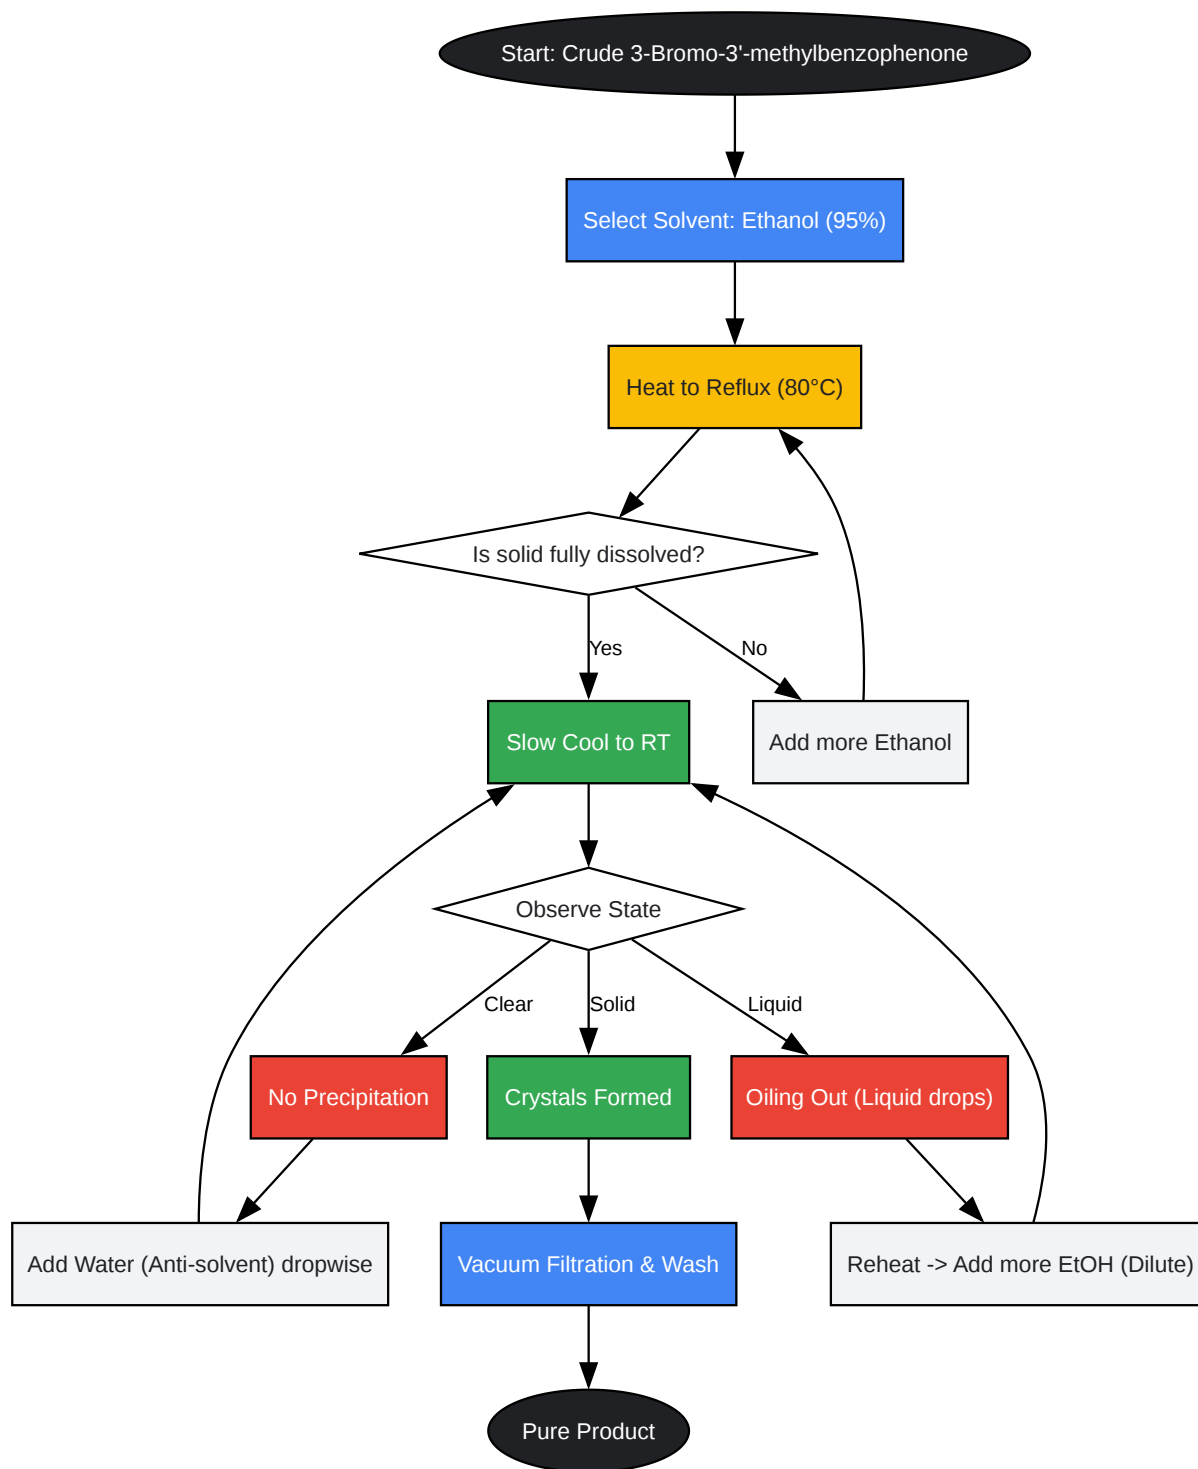 Start: Crude 3-Bromo-3'-methylbenzophenone
Select Solvent: Ethanol (95%)
Heat to Reflux (80°C)
Is solid fully dissolved?
Yes
No
Slow Cool to RT
Add more Ethanol
Observe State
Clear
Solid
Liquid
No Precipitation
Crystals Formed
Oiling Out (Liquid drops)
Add Water (Anti-solvent) dropwise
Vacuum Filtration & Wash
Reheat -> Add more EtOH (Dilute)
Pure Product